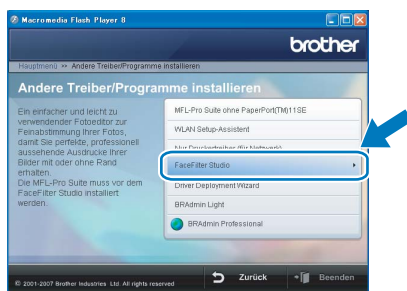 Macromedia Flash Player 8
brother
Hauptmenü >> Andere Treiber/Programme installieren
Andere Treiber/Programme installieren
Ein einfacher und leicht zu
verwendender Fotoeditor zur
Feinabstimmung Ihrer Fotos,
damit Sie perfekte, professionell
aussehende Ausdrucke Ihrer
Bilder mit oder ohne Rand
erhalten.
Die MFL-Pro Suite muss vor dem
FaceFilter Studio installiert
werden.
MFL-Pro Suite ohne PaperPort(TM)11SE
WLAN Setup-Assistent
Nur Druckertreiber (für Netzwerk)
FaceFilter Studio
Driver Deployment Wizard
BRAdmin Light
BRAdmin Professional
© 2001-2007 Brother Industries Ltd. All rights reserved
Zurück
Beenden